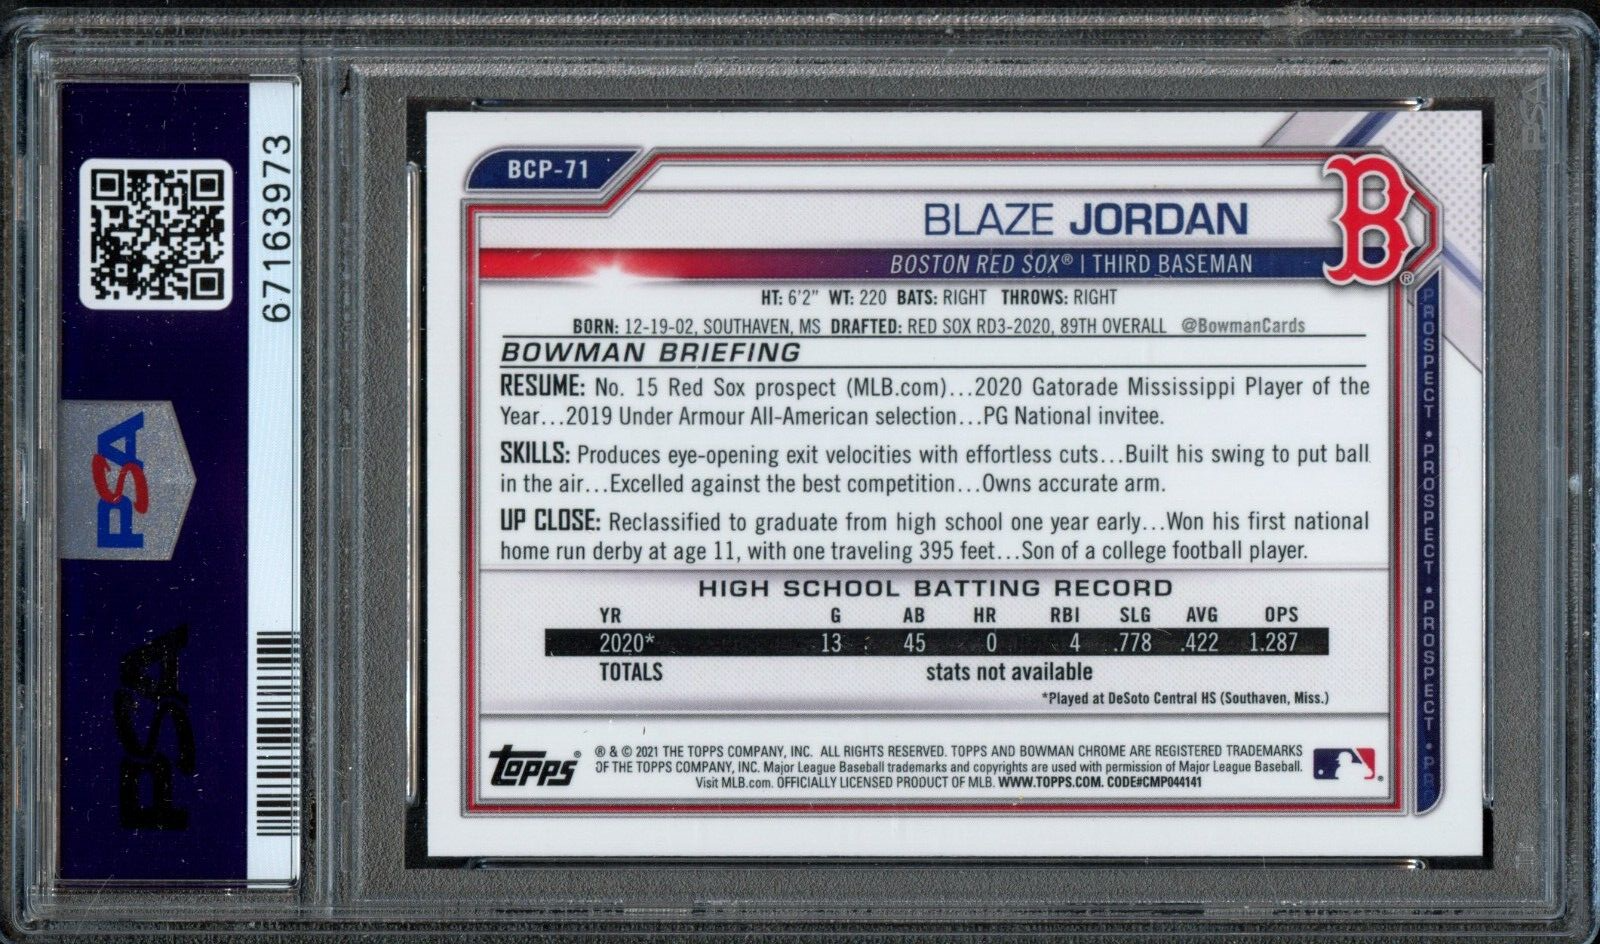 67163973
PSA
PSA
BCP-71
BLAZE JORDAN
B
BOSTON RED SOX® | THIRD BASEMAN
HT: 6'2" WT: 220 BATS: RIGHT THROWS: RIGHT
BORN: 12-19-02, SOUTHAVEN, MS DRAFTED: RED SOX RD3-2020, 89TH OVERALL @BowmanCards
BOWMAN BRIEFING
RESUME: No. 15 Red Sox prospect (MLB.com)...2020 Gatorade Mississippi Player of the
Year...2019 Under Armour All-American selection...PG National invitee.
SKILLS: Produces eye-opening exit velocities with effortless cuts...Built his swing to put ball
in the air...Excelled against the best competition...Owns accurate arm.
UP CLOSE: Reclassified to graduate from high school one year early...Won his first national
home run derby at age 11, with one traveling 395 feet...Son of a college football player.
HIGH SCHOOL BATTING RECORD
YR G AB HR RBI SLG AVG OPS
2020* 13 45 0 4 .778 .422 1.287
TOTALS stats not available
*Played at DeSoto Central HS (Southaven, Miss.)
topps®
® & © 2021 THE TOPPS COMPANY, INC. ALL RIGHTS RESERVED. TOPPS AND BOWMAN CHROME ARE REGISTERED TRADEMARKS
OF THE TOPPS COMPANY, INC. Major League Baseball trademarks and copyrights are used with permission of Major League Baseball.
Visit MLB.com. OFFICIALLY LICENSED PRODUCT OF MLB. WWW.TOPPS.COM. CODE#CMP044141
PROSPECT • PROSPECT • PROSPECT • PR
PSA